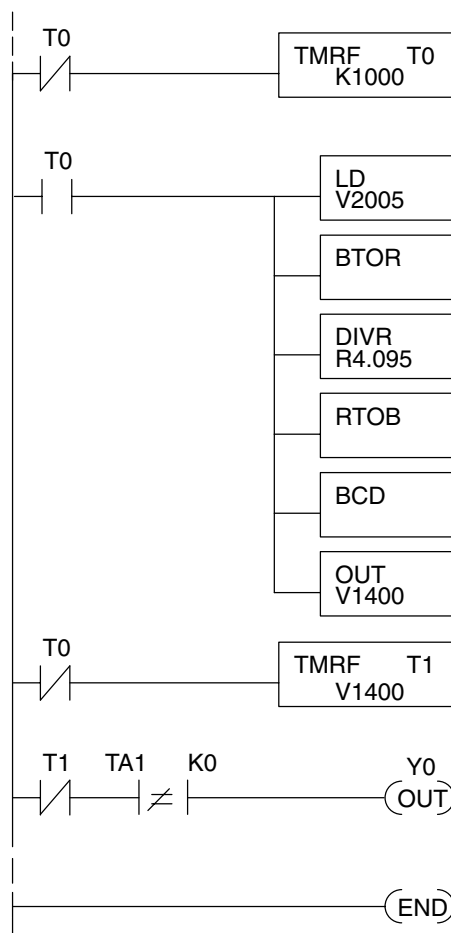 T0
TMRF T0
K1000
T0
LD
V2005
BTOR
DIVR
R4.095
RTOB
BCD
OUT
V1400
T0
TMRF T1
V1400
T1 TA1 K0 Y0
OUT
END